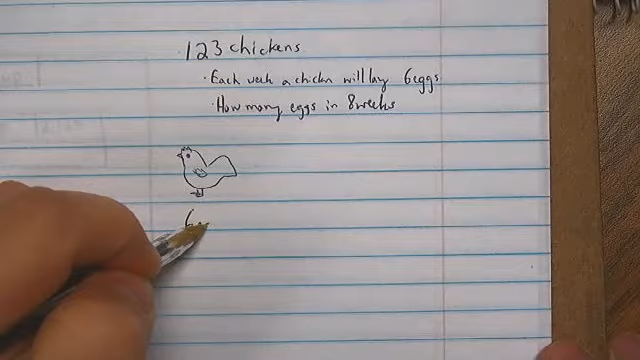 123 chickens
· Each week a chicken will lay 6 eggs
· How many eggs in 8 weeks
6